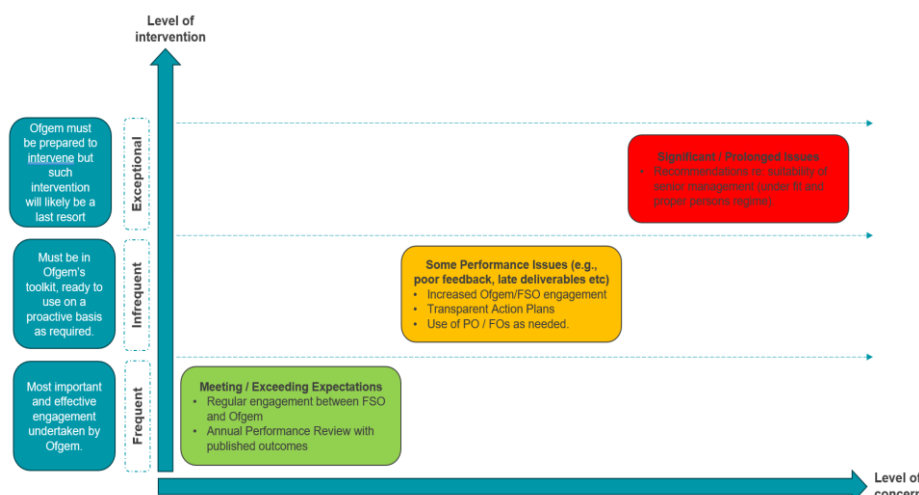 Level of
intervention
Ofgem must
be prepared to
intervene but
such
intervention
will likely be a
last resort
Exceptional
Significant / Prolonged Issues
• Recommendations re: suitability of
senior management (under fit and
proper persons regime)
Must be in
Ofgem's
toolkit, ready to
use on a
proactive basis
as required.
Infrequent
Some Performance Issues (e.g.,
poor feedback, late deliverables etc)
• Increased Ofgem/FSO engagement
• Transparent Action Plans
• Use of PO / FOs as needed.
Most important
and effective
engagement
undertaken by
Ofgem.
Frequent
Meeting / Exceeding Expectations
• Regular engagement between FSO
and Ofgem
• Annual Performance Review with
published outcomes
Level of
concern